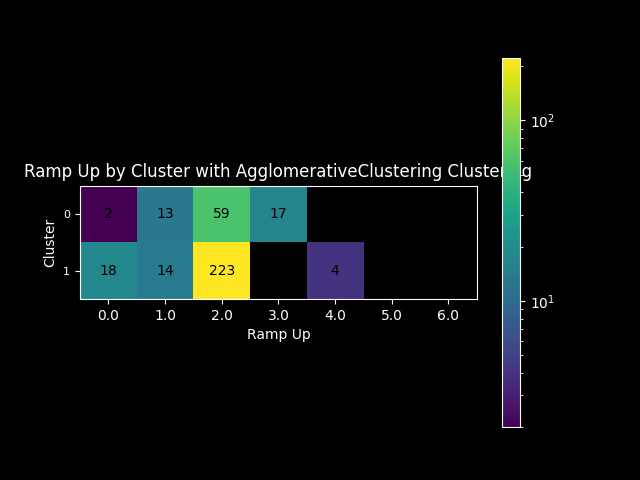 Ramp Up by Cluster with AgglomerativeClustering Clustering
10²
Cluster
0 2 13 59 17
1 18 14 223 4
10¹
0.0 1.0 2.0 3.0 4.0 5.0 6.0
Ramp Up